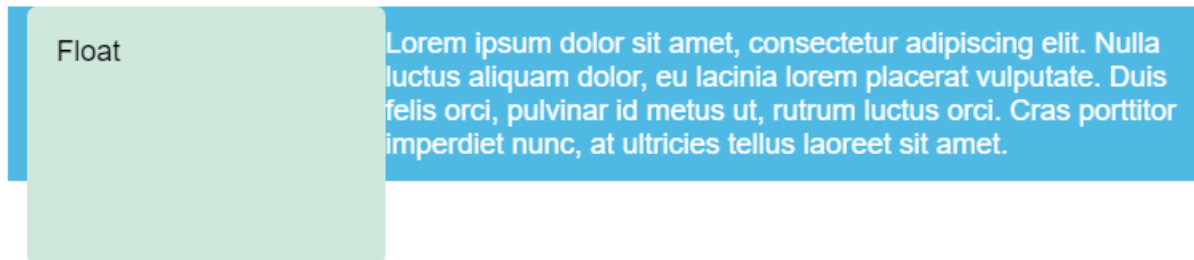 Float
Lorem ipsum dolor sit amet, consectetur adipiscing elit. Nulla
luctus aliquam dolor, eu lacinia lorem placerat vulputate. Duis
felis orci, pulvinar id metus ut, rutrum luctus orci. Cras porttitor
imperdiet nunc, at ultricies tellus laoreet sit amet.